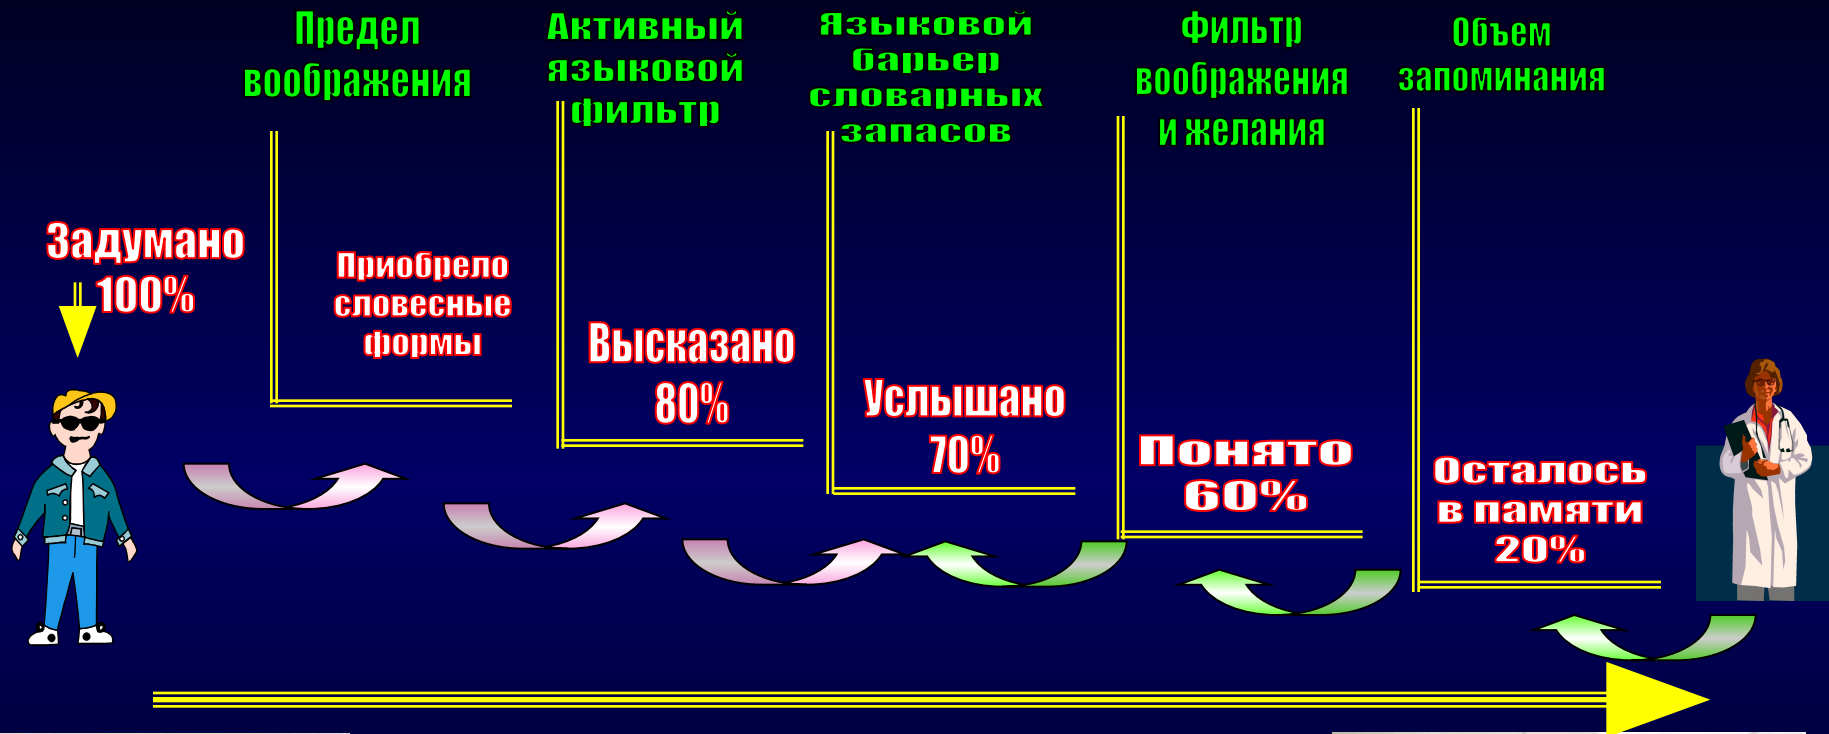 Предел
воображения
Активный
языковой
фильтр
Языковой
барьер
словарных
запасов
Фильтр
воображения
и желания
Объем
запоминания
Задумано
100%
Приобрело
словесные
формы
Высказано
80%
Услышано
70%
Понято
60%
Осталось
в памяти
20%